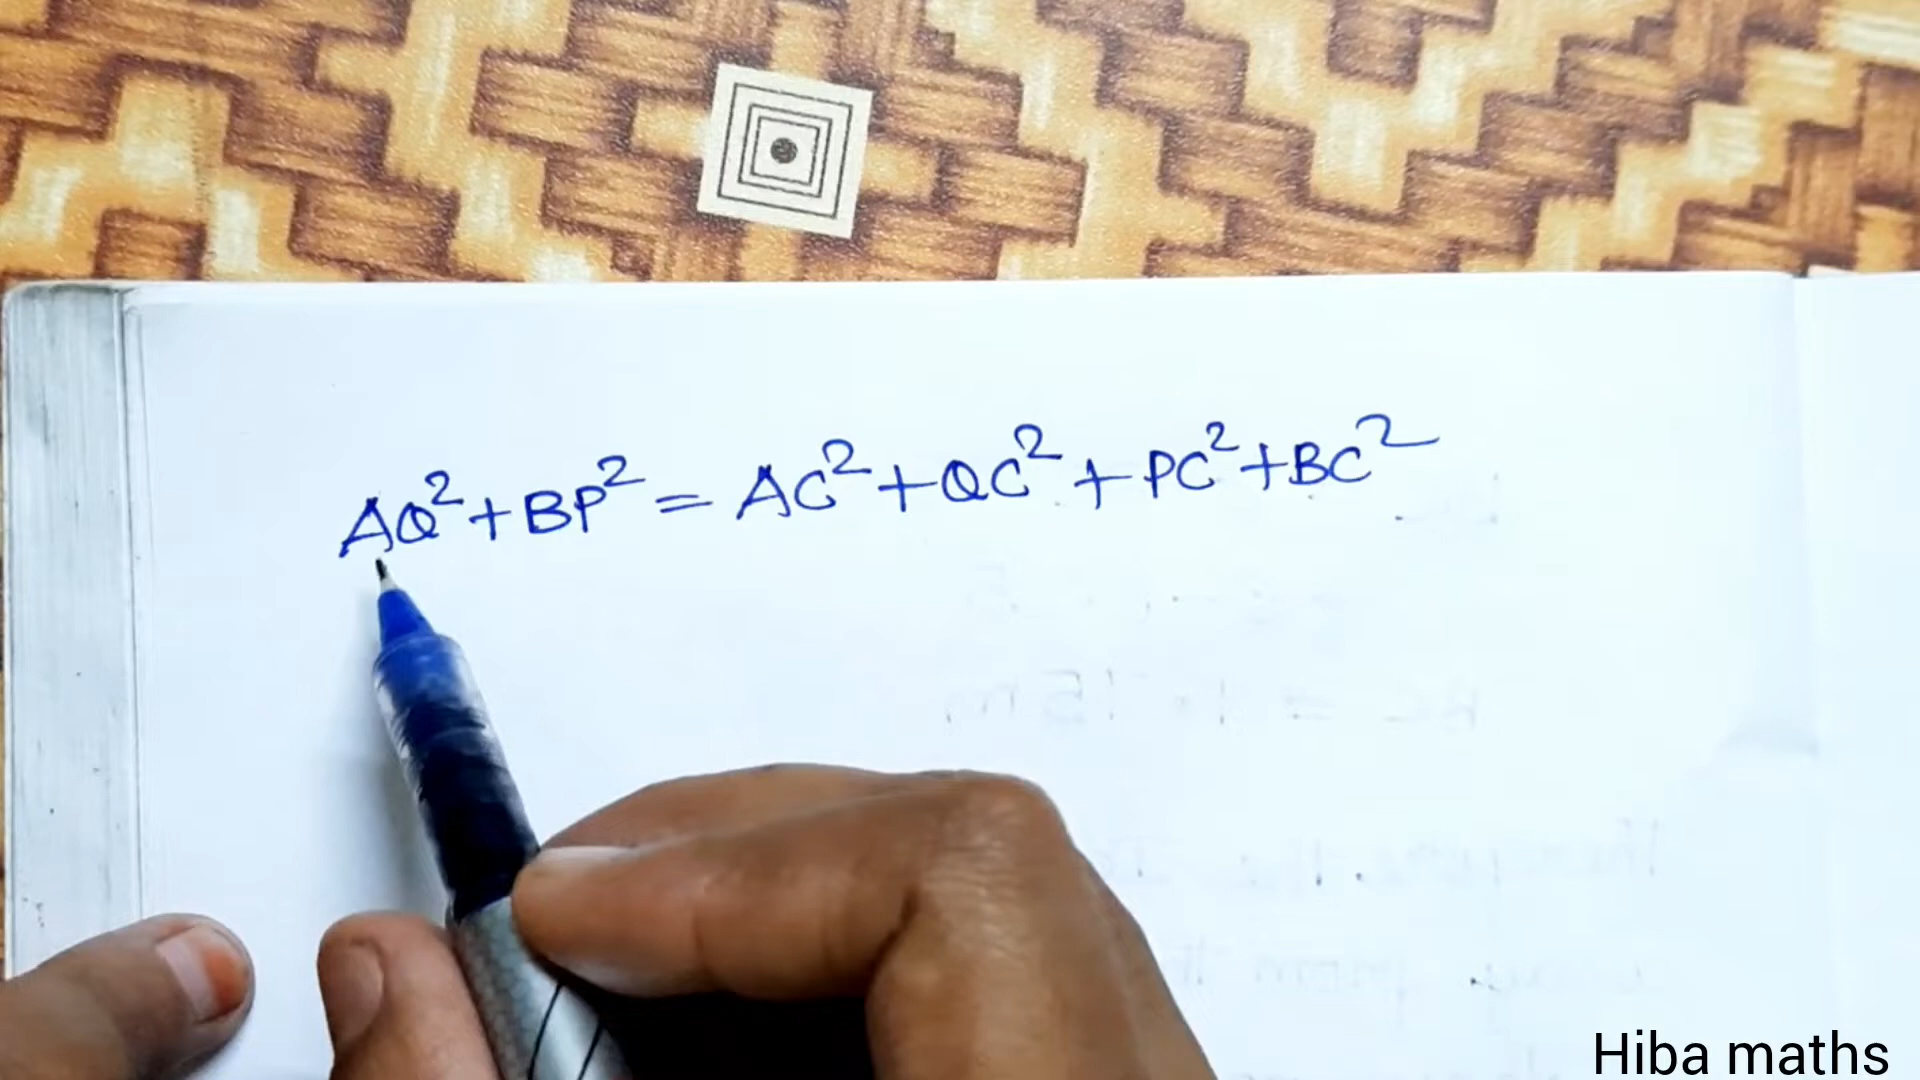 AQ²+BP² = AC²+QC²+PC²+BC²
Hiba maths